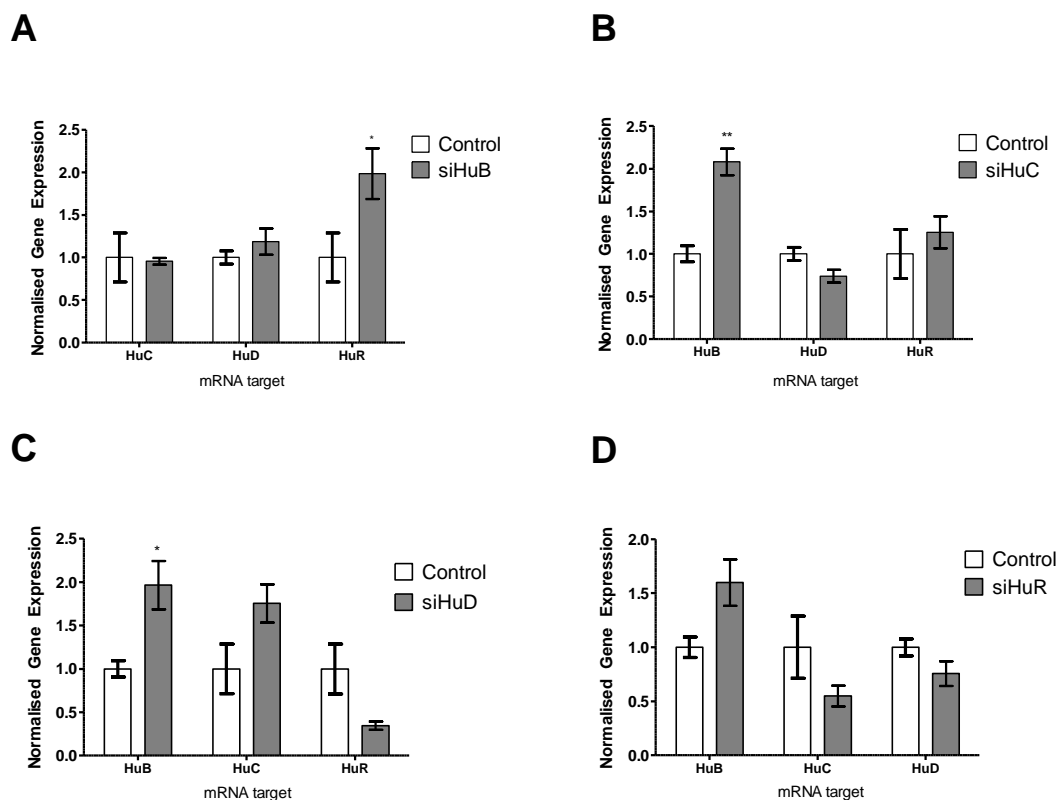 A
Normalised Gene Expression
2.5
2.0
1.5
1.0
0.5
0.0
*
Control
siHuB
HuC HuD HuR
mRNA target
B
Normalised Gene Expression
2.5
2.0
1.5
1.0
0.5
0.0
**
Control
siHuC
HuB HuD HuR
mRNA target
C
Normalised Gene Expression
2.5
2.0
1.5
1.0
0.5
0.0
*
Control
siHuD
HuB HuC HuR
mRNA target
D
Normalised Gene Expression
2.0
1.5
1.0
0.5
0.0
Control
siHuR
HuB HuC HuD
mRNA target